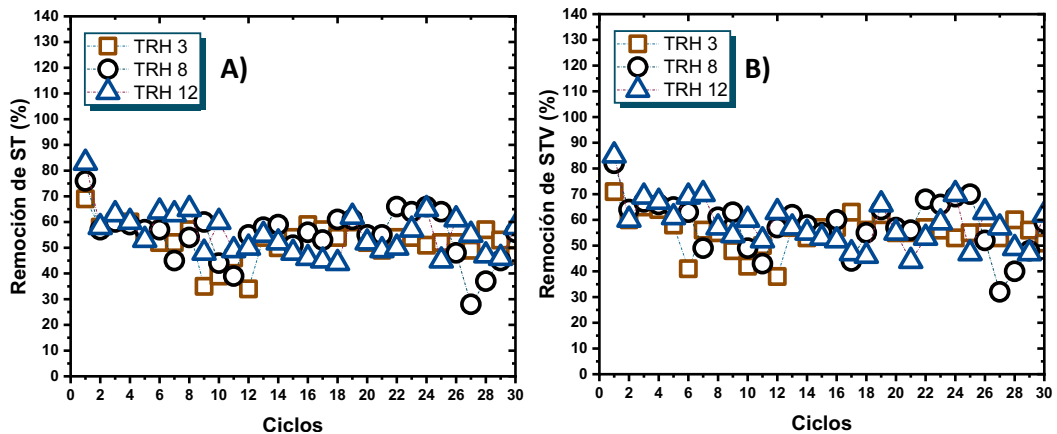 A)
TRH 3
TRH 8
TRH 12
Remoción de ST (%)
140
130
120
110
100
90
80
70
60
50
40
30
20
10
0
0 2 4 6 8 10 12 14 16 18 20 22 24 26 28 30
Ciclos
B)
TRH 3
TRH 8
TRH 12
Remoción de STV (%)
140
130
120
110
100
90
80
70
60
50
40
30
20
10
0
0 2 4 6 8 10 12 14 16 18 20 22 24 26 28 30
Ciclos